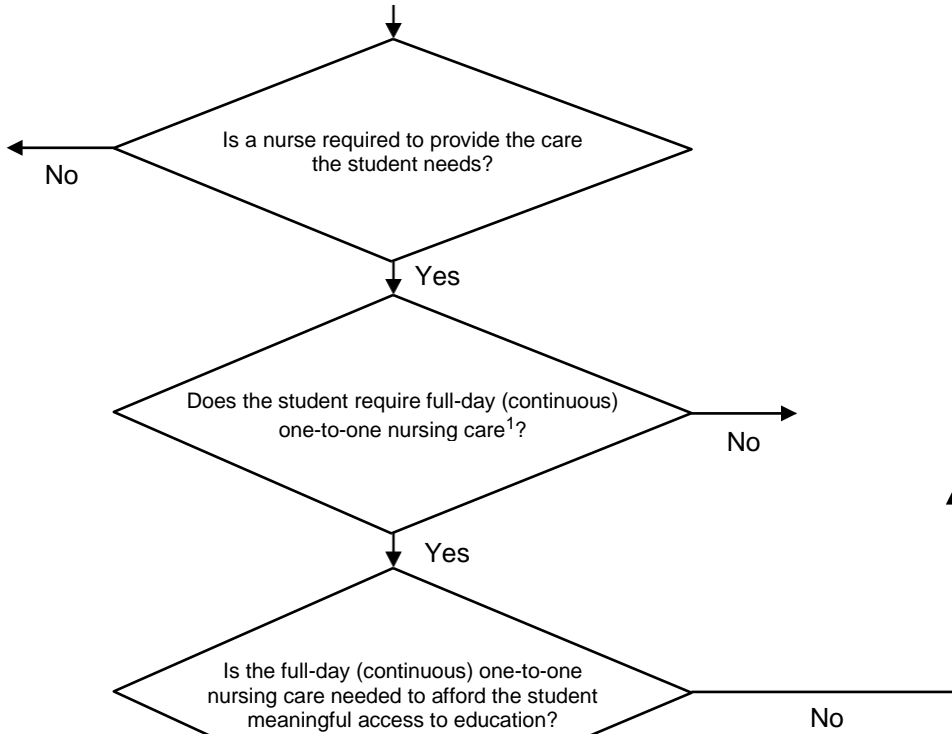 Is a nurse required to provide the care
the student needs?
No
Yes
Does the student require full-day (continuous)
one-to-one nursing care¹?
No
Yes
Is the full-day (continuous) one-to-one
nursing care needed to afford the student
meaningful access to education?
No